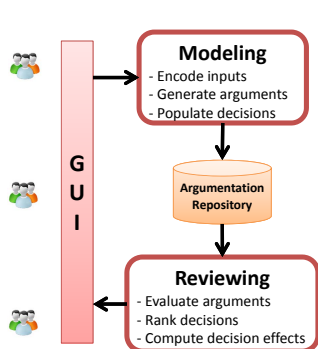 Modeling
- Encode inputs
- Generate arguments
- Populate decisions
G
U
I
Argumentation
Repository
Reviewing
- Evaluate arguments
- Rank decisions
- Compute decision effects